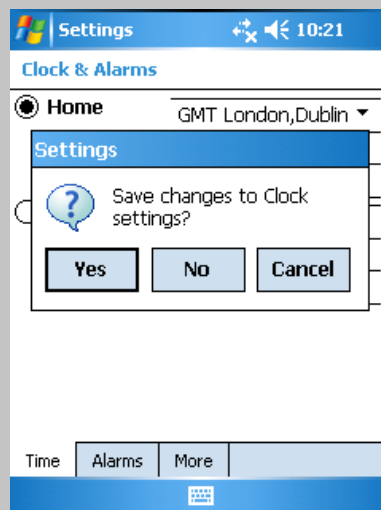 Settings 10:21
Clock & Alarms
Home GMT London,Dublin
Settings
?
Save changes to Clock
settings?
Yes No Cancel
Time Alarms More